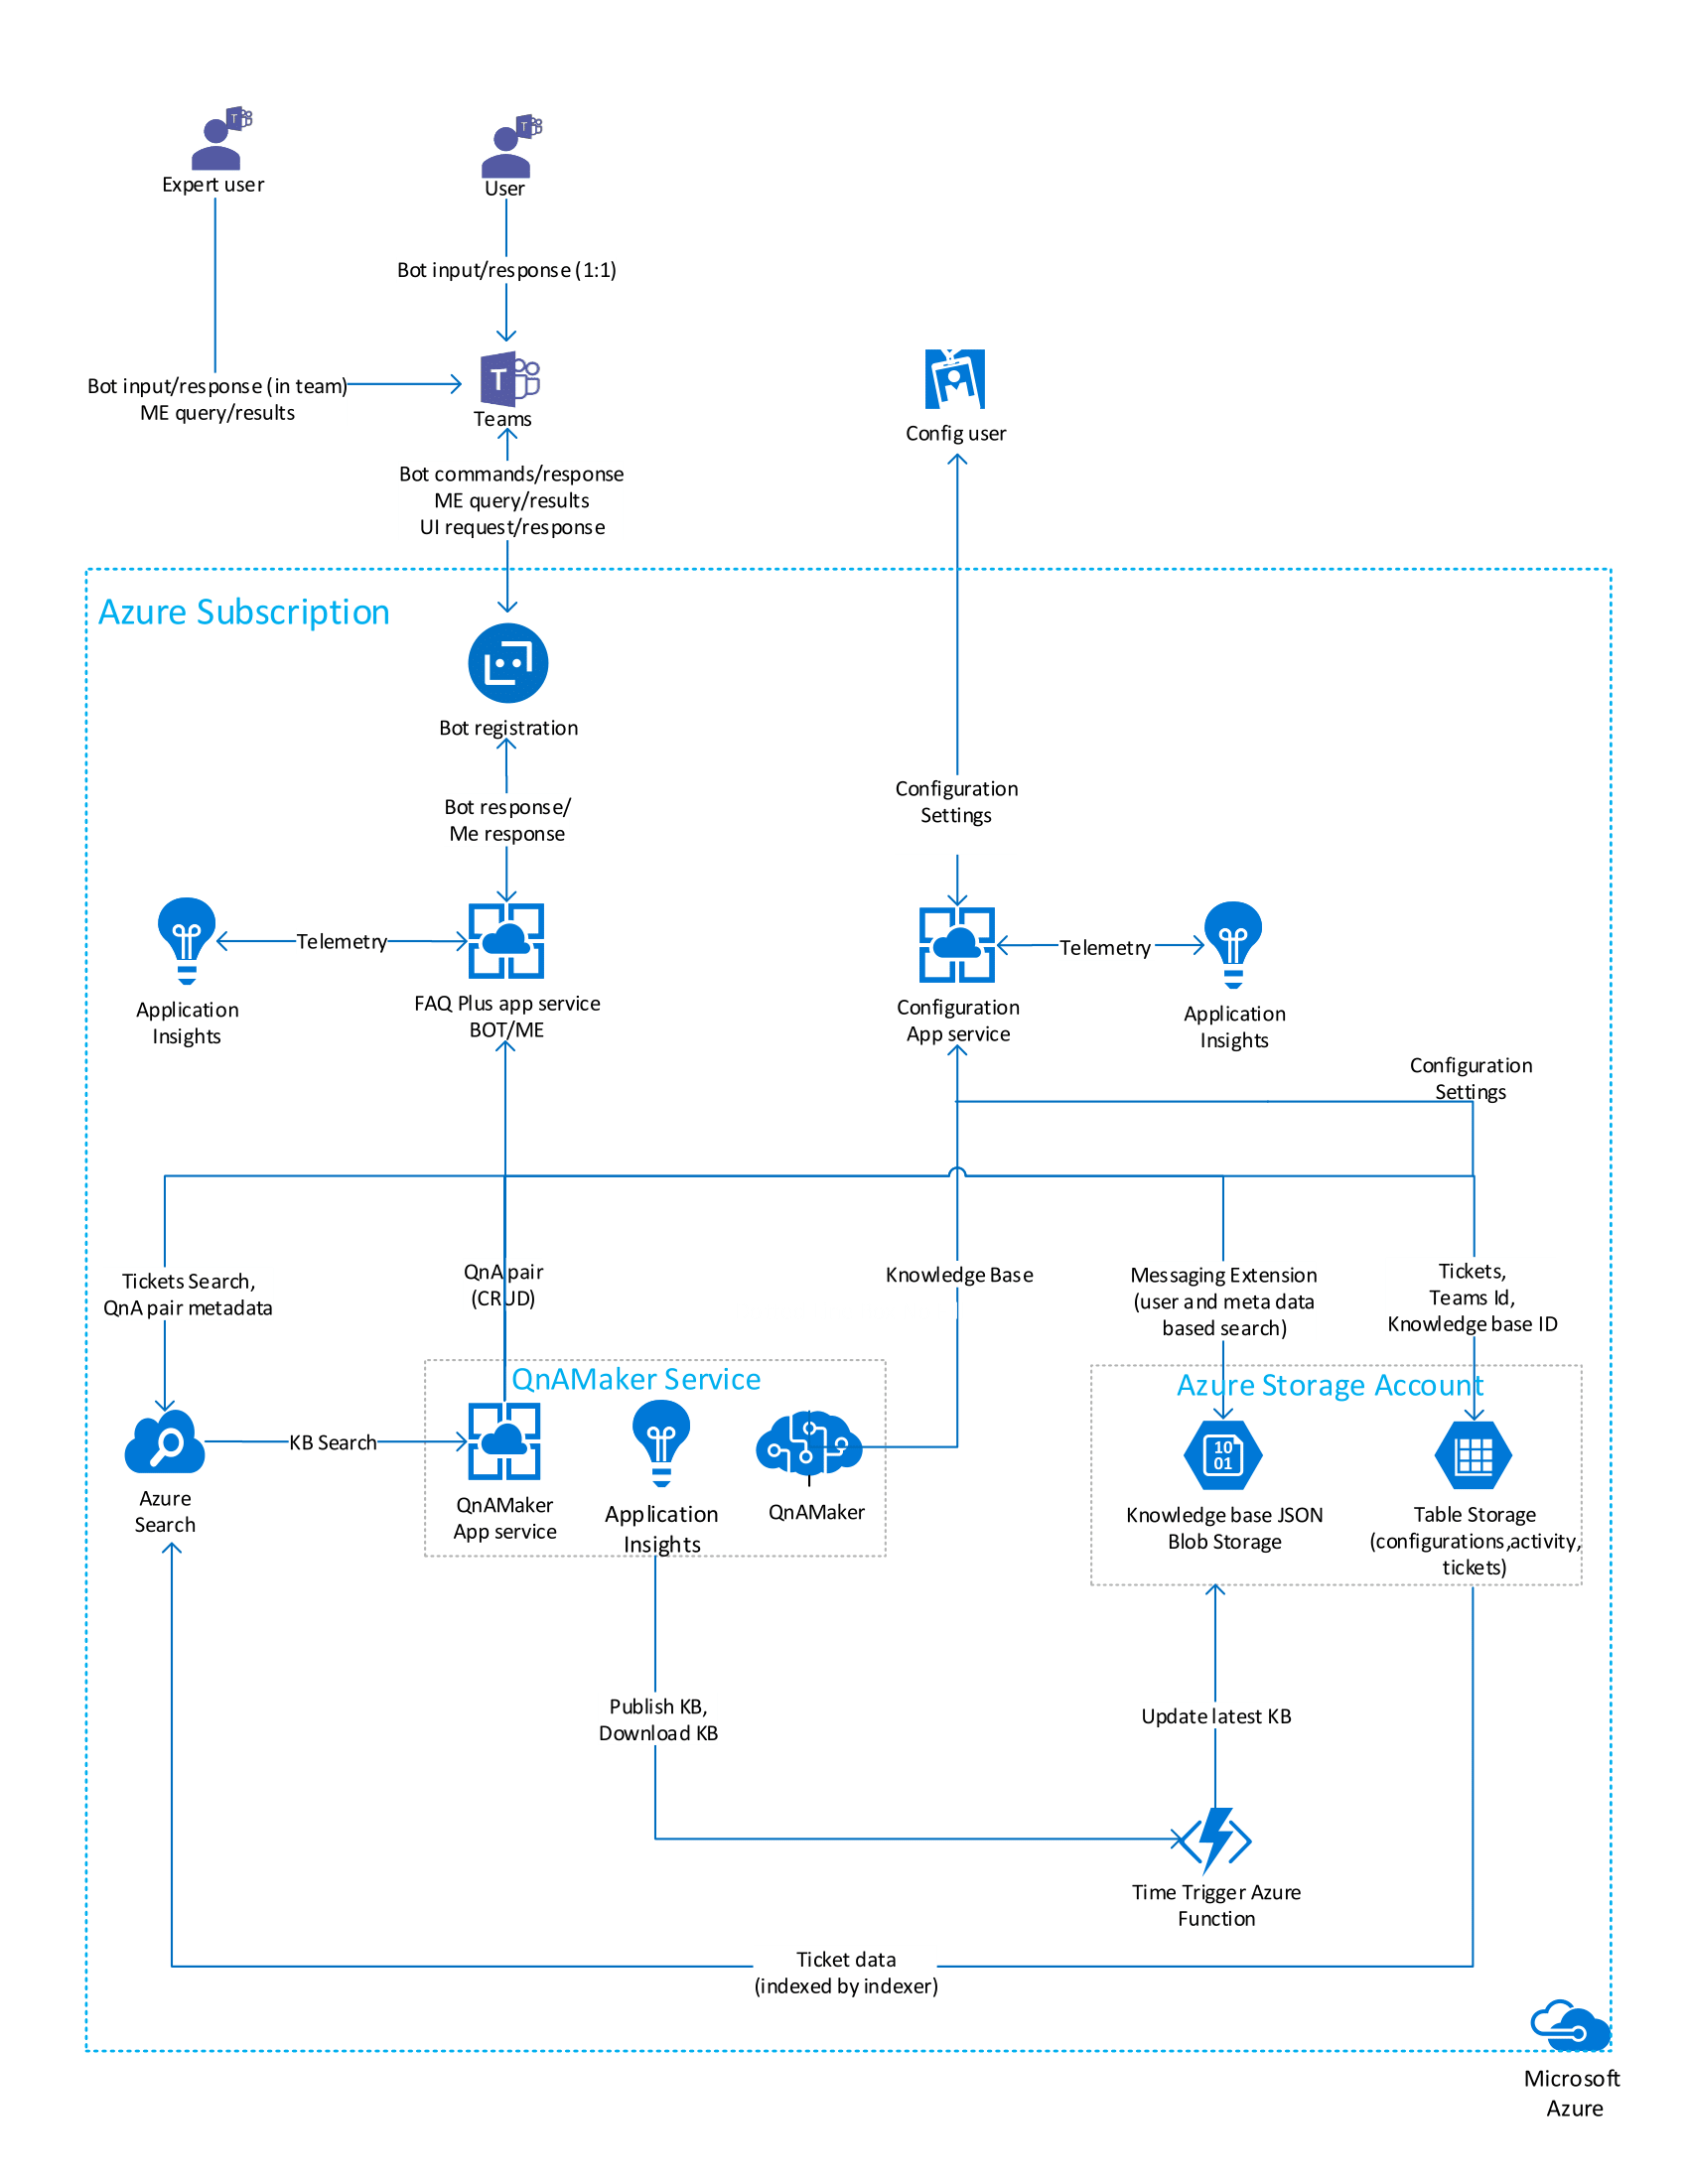 Expert user
User
Bot input/response (1:1)
Bot input/response (in team)
ME query/results
T
Teams
Config user
Bot commands/response
ME query/results
UI request/response
Azure Subscription
Bot registration
Configuration
Settings
Bot response/
Me response
Telemetry
Telemetry
Application
Insights
FAQ Plus app service
BOT/ME
Configuration
App service
Application
Insights
Configuration
Settings
Tickets Search,
QnA pair metadata
QnA pair
(CRUD)
Knowledge Base
Messaging Extension
(user and meta data
based search)
Tickets,
Teams Id,
Knowledge base ID
QnAMaker Service
Azure Storage Account
KB Search
10
01
Azure
Search
QnAMaker
App service
Application
Insights
QnAMaker
Knowledge base JSON
Blob Storage
Table Storage
(configurations,activity,
tickets)
Publish KB,
Download KB
Update latest KB
Time Trigger Azure
Function
Ticket data
(indexed by indexer)
Microsoft
Azure